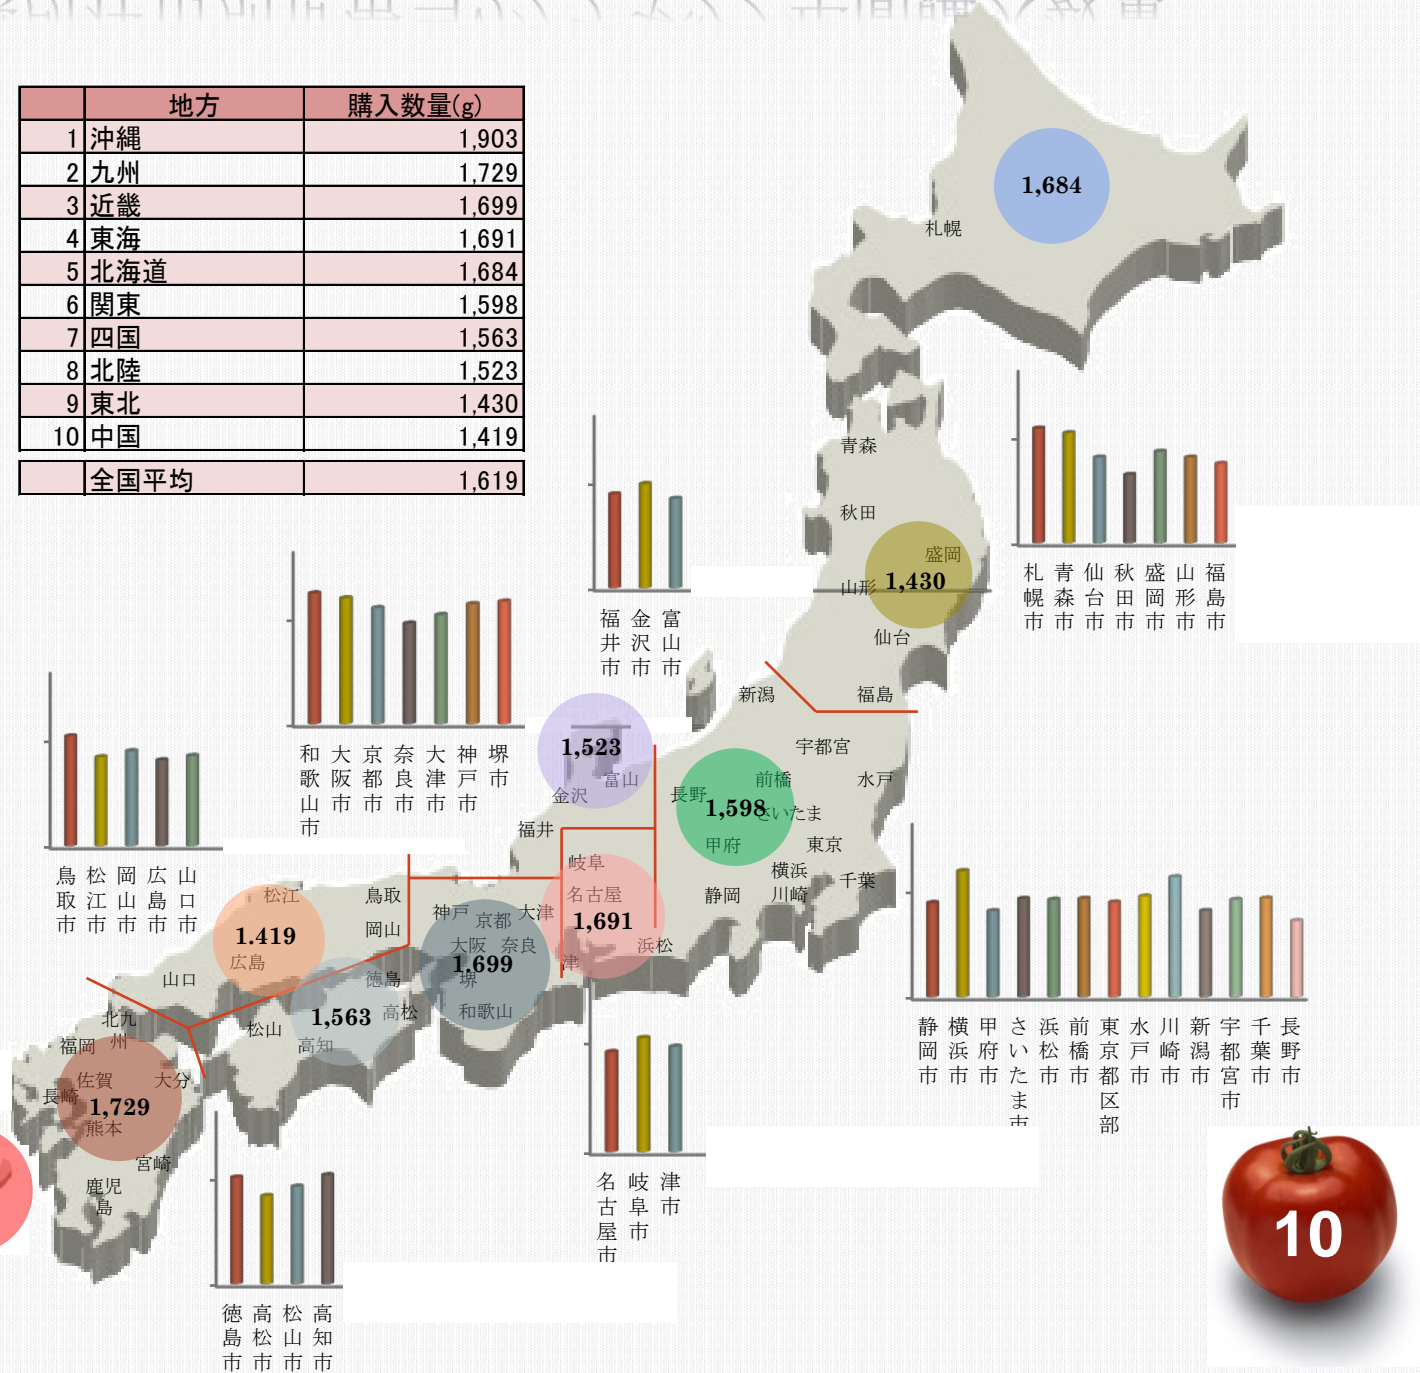 地方 購入数量(g)
1 沖縄 1,903
2 九州 1,729
3 近畿 1,699
4 東海 1,691
5 北海道 1,684
6 関東 1,598
7 四国 1,563
8 北陸 1,523
9 東北 1,430
10 中国 1,419
全国平均 1,619
1,684
札幌
青森
秋田
盛岡
山形 1,430
仙台
新潟 福島
札幌市 青森市 仙台市 秋田市 盛岡市 山形市 福島市
福井市 金沢市 富山市
和歌山市 大阪市 京都市 奈良市 大津市 神戸市 堺市
鳥取市 松江市 岡山市 広島市 山口市
1,523
富山
金沢
福井
宇都宮
前橋 水戸
長野 1,598 さいたま
甲府 東京
横浜
川崎 千葉
静岡
岐阜
名古屋
1,691
浜松
津
松江 鳥取
岡山
1.419
広島
山口
神戸 京都 大津
大阪 奈良
1.699
堺
和歌山
徳島
1,563 高松
松山
高知
北九州
福岡
佐賀 大分
長崎 1,729
熊本
宮崎
鹿児島
静岡市 横浜市 甲府市 さいたま市 浜松市 前橋市 東京都区部 水戸市 川崎市 新潟市 宇都宮市 千葉市 長野市
名古屋市 岐阜市 津市
徳島市 高松市 松山市 高知市
10